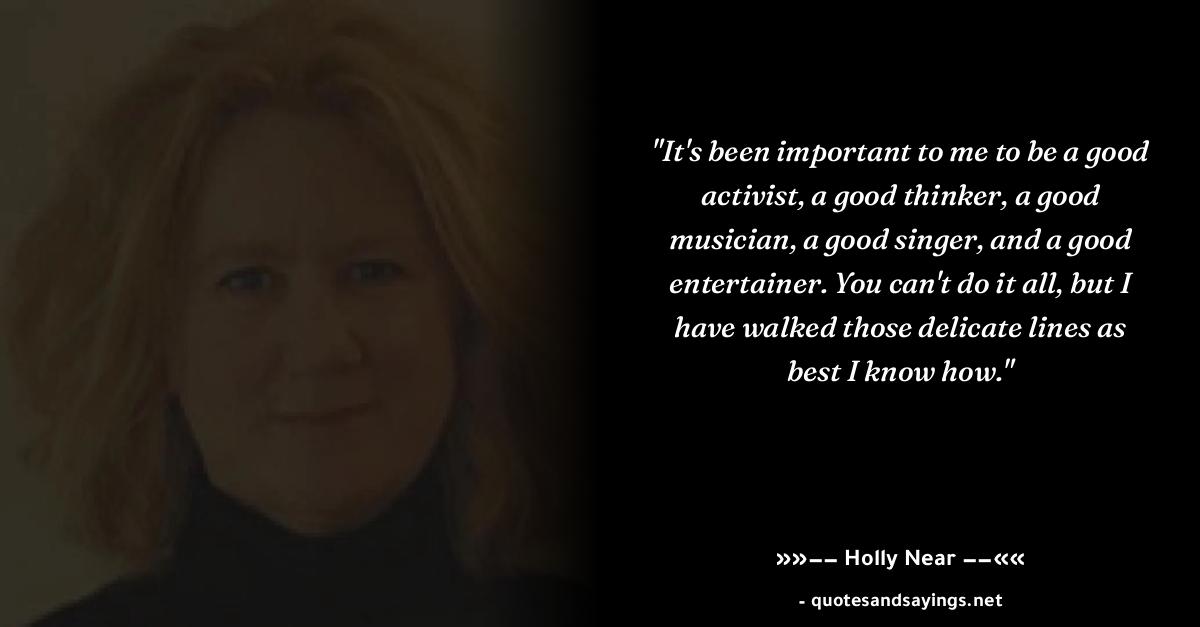 "It's been important to me to be a good
activist, a good thinker, a good
musician, a good singer, and a good
entertainer. You can't do it all, but I
have walked those delicate lines as
best I know how."
»»−− Holly Near −−««
- quotesandsayings.net